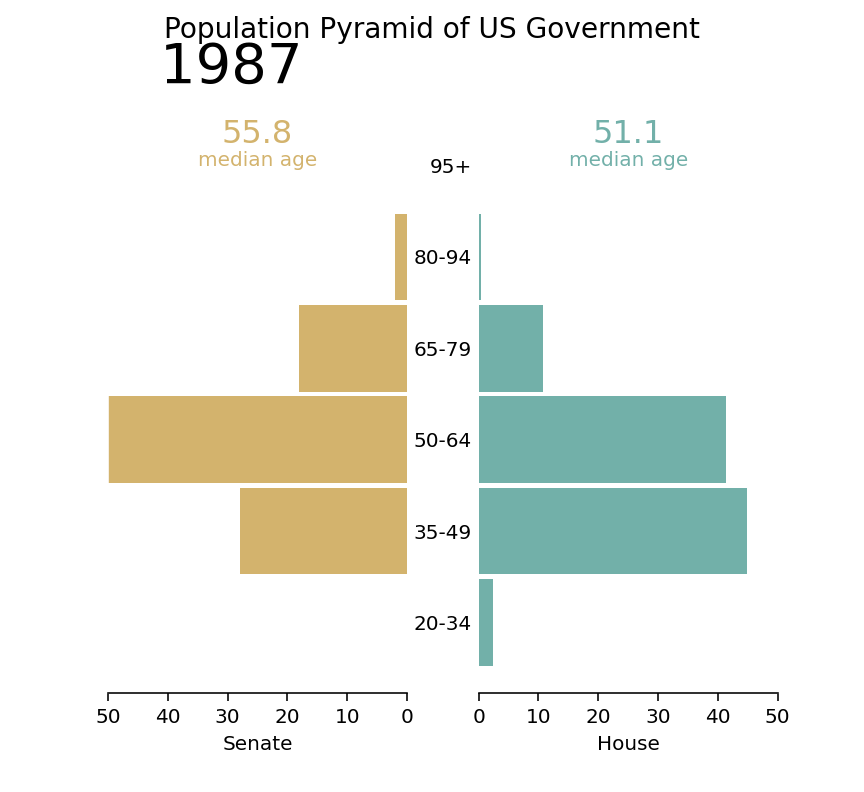 Population Pyramid of US Government
1987
55.8
median age
51.1
median age
95+
80-94
65-79
50-64
35-49
20-34
50 40 30 20 10 0
0 10 20 30 40 50
Senate
House